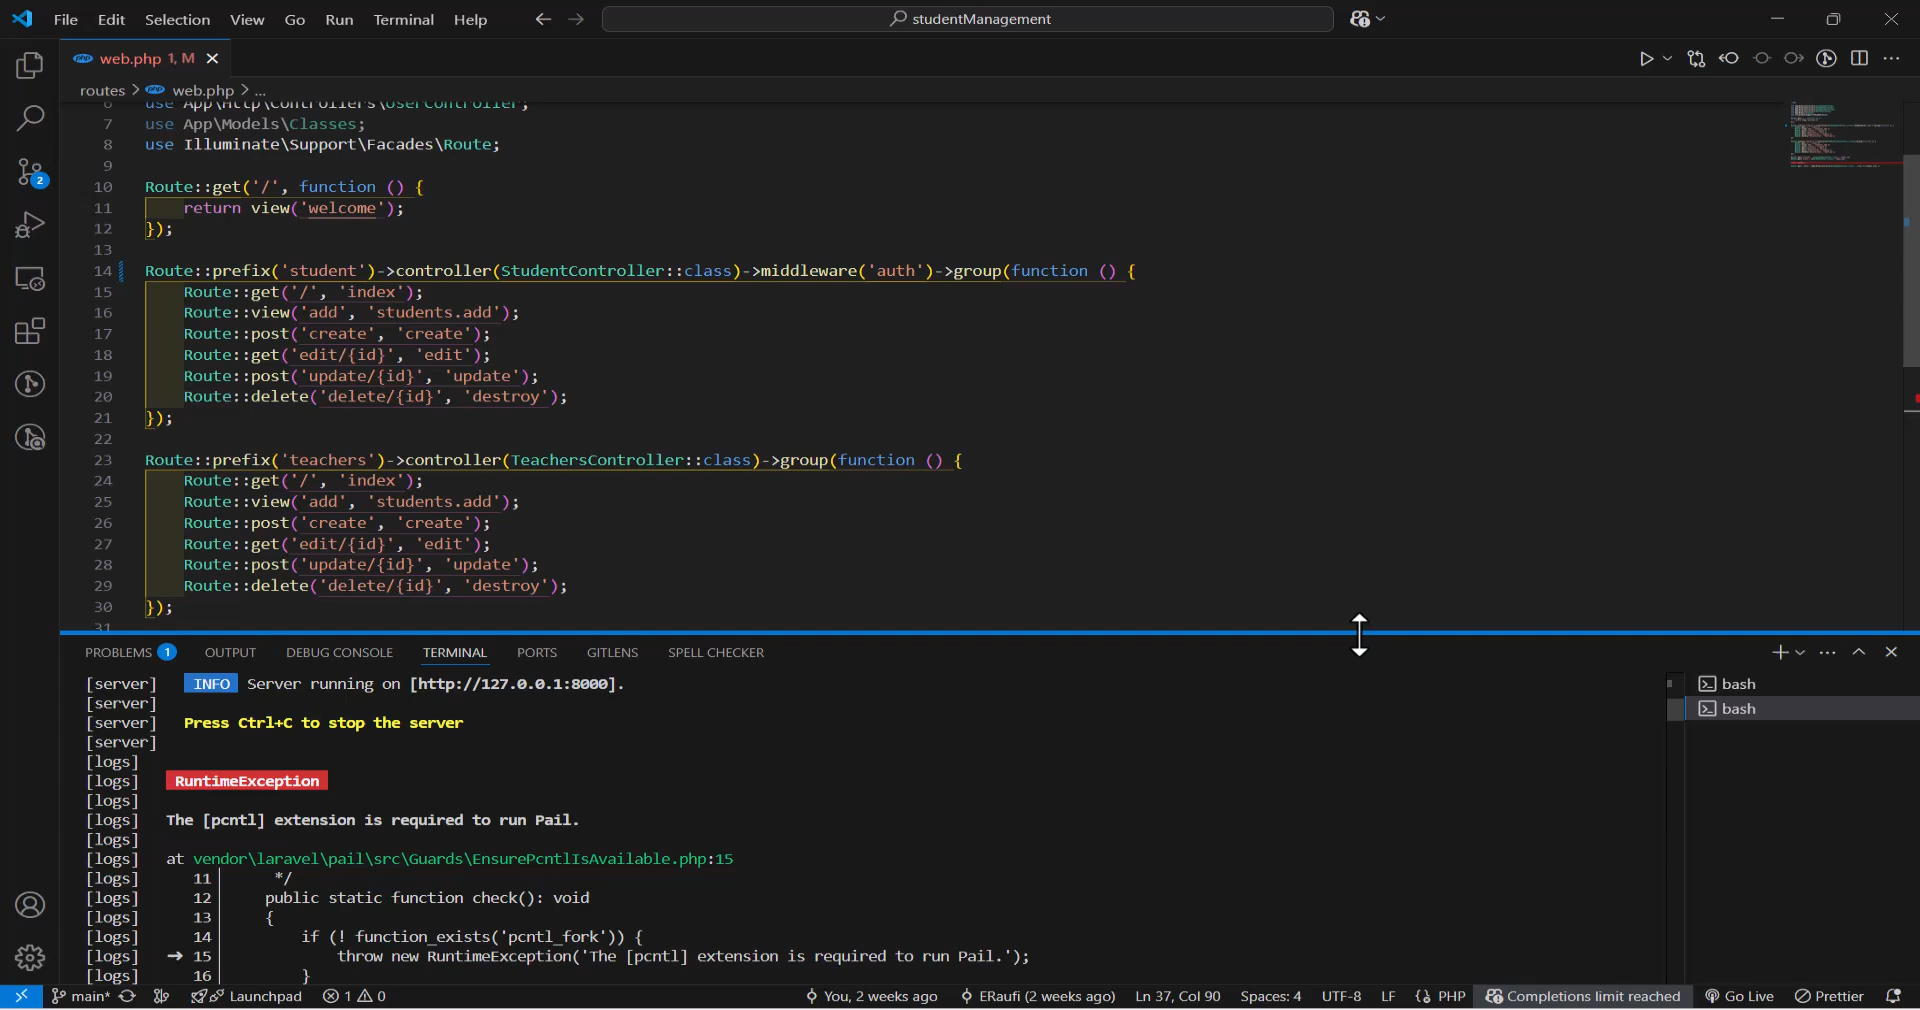 File Edit Selection View Go Run Terminal Help studentManagement
web.php 1, M
routes > web.php > ...
6 use App\Http\Controllers\UserController;
7 use App\Models\Classes;
8 use Illuminate\Support\Facades\Route;
9
10 Route::get('/', function () {
11 return view('welcome');
12 });
13
14 Route::prefix('student')->controller(StudentController::class)->middleware('auth')->group(function () {
15 Route::get('/', 'index');
16 Route::view('add', 'students.add');
17 Route::post('create', 'create');
18 Route::get('edit/{id}', 'edit');
19 Route::post('update/{id}', 'update');
20 Route::delete('delete/{id}', 'destroy');
21 });
22
23 Route::prefix('teachers')->controller(TeachersController::class)->group(function () {
24 Route::get('/', 'index');
25 Route::view('add', 'students.add');
26 Route::post('create', 'create');
27 Route::get('edit/{id}', 'edit');
28 Route::post('update/{id}', 'update');
29 Route::delete('delete/{id}', 'destroy');
30 });
31
2
PROBLEMS 1 OUTPUT DEBUG CONSOLE TERMINAL PORTS GITLENS SPELL CHECKER
[server] INFO Server running on [http://127.0.0.1:8000].
[server]
[server] Press Ctrl+C to stop the server
[server]
[logs]
[logs] RuntimeException
[logs]
[logs] The [pcntl] extension is required to run Pail.
[logs]
[logs] at vendor\laravel\pail\src\Guards\EnsurePcntlIsAvailable.php:15
[logs] 11 */
[logs] 12 public static function check(): void
[logs] 13 {
[logs] 14 if (! function_exists('pcntl_fork')) {
[logs] ➜ 15 throw new RuntimeException('The [pcntl] extension is required to run Pail.');
[logs] 16 }
bash
bash
main* Launchpad 1 0 You, 2 weeks ago ERaufi (2 weeks ago) Ln 37, Col 90 Spaces: 4 UTF-8 LF {} PHP Completions limit reached Go Live Prettier